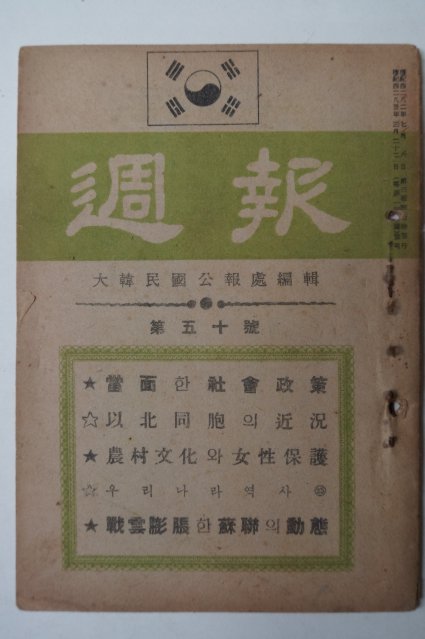 週報
大韓民國公報處編輯
第五十號
★當面한社會政策
☆以北同胞의近況
★農村文化와女性保護
☆우리나라역사
★戰雲膨脹한蘇聯의動態